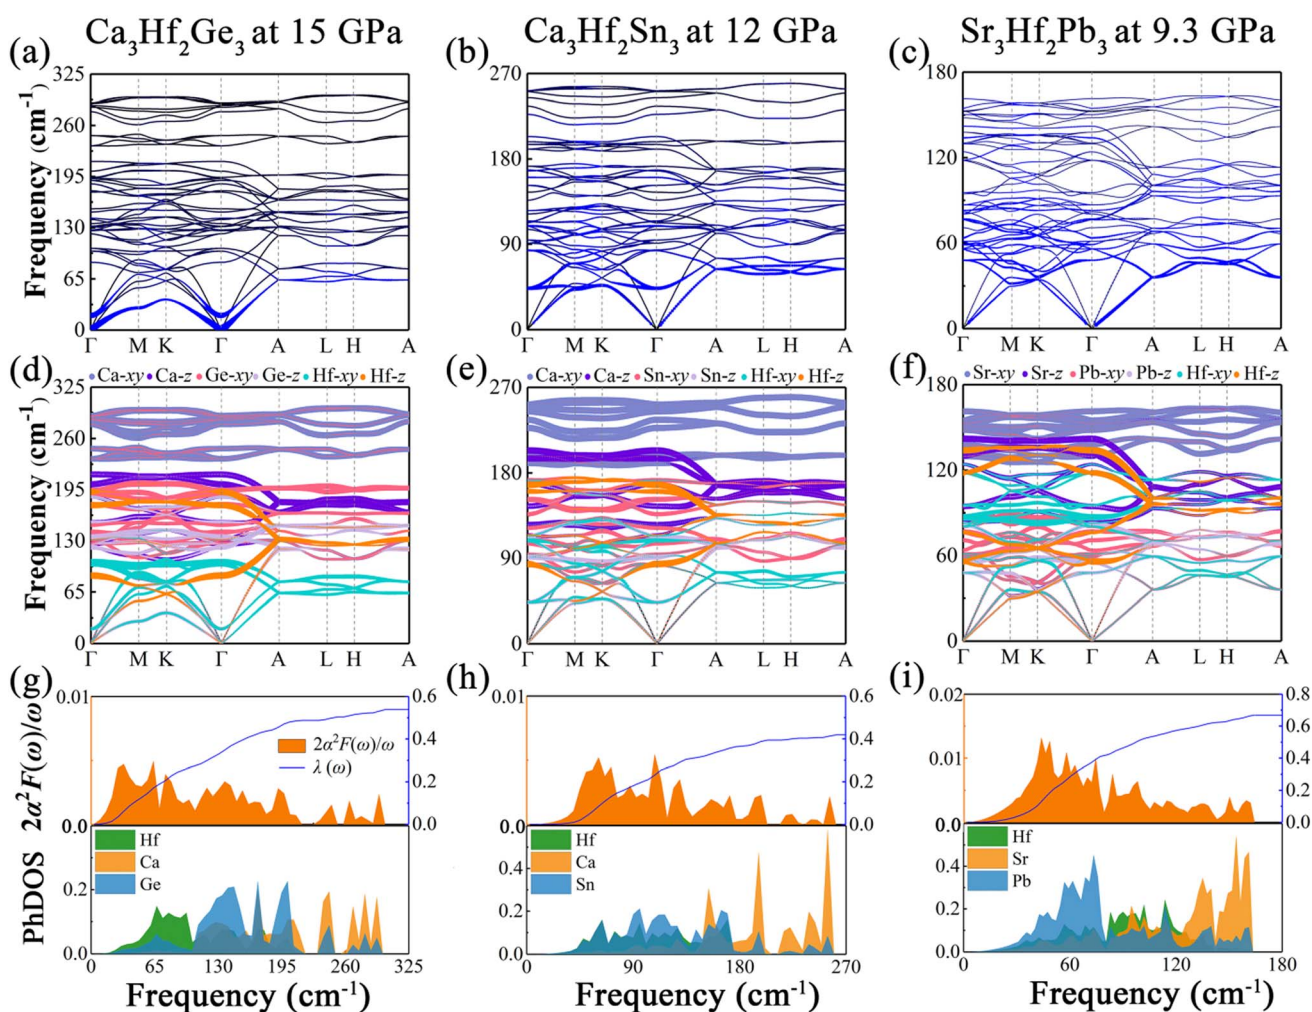 Ca3Hf2Ge3 at 15 GPa
Ca3Hf2Sn3 at 12 GPa
Sr3Hf2Pb3 at 9.3 GPa
(a)
(b)
(c)
Frequency (cm-1)
325
260
195
130
65
0
Γ M K Γ A L H A
270
180
90
0
Γ M K Γ A L H A
180
120
60
0
Γ M K Γ A L H A
(d)
Ca-xy Ca-z Ge-xy Ge-z Hf-xy Hf-z
(e)
Ca-xy Ca-z Sn-xy Sn-z Hf-xy Hf-z
(f)
Sr-xy Sr-z Pb-xy Pb-z Hf-xy Hf-z
Frequency (cm-1)
325
260
195
130
65
0
Γ M K Γ A L H A
270
180
90
0
Γ M K Γ A L H A
180
120
60
0
Γ M K Γ A L H A
(g)
2α2F(ω)/ω
0.01
0.0
2α2F(ω)/ω
λ (ω)
0.6
0.4
0.2
0.0
(h)
0.01
0.0
0.6
0.4
0.2
0.0
(i)
0.02
0.01
0.0
0.8
0.6
0.4
0.2
0.0
PhDOS
0.2
0.0
Hf
Ca
Ge
0 65 130 195 260 325
Frequency (cm-1)
0.4
0.2
0.0
Hf
Ca
Sn
0 90 180 270
Frequency (cm-1)
0.4
0.2
0.0
Hf
Sr
Pb
0 60 120 180
Frequency (cm-1)